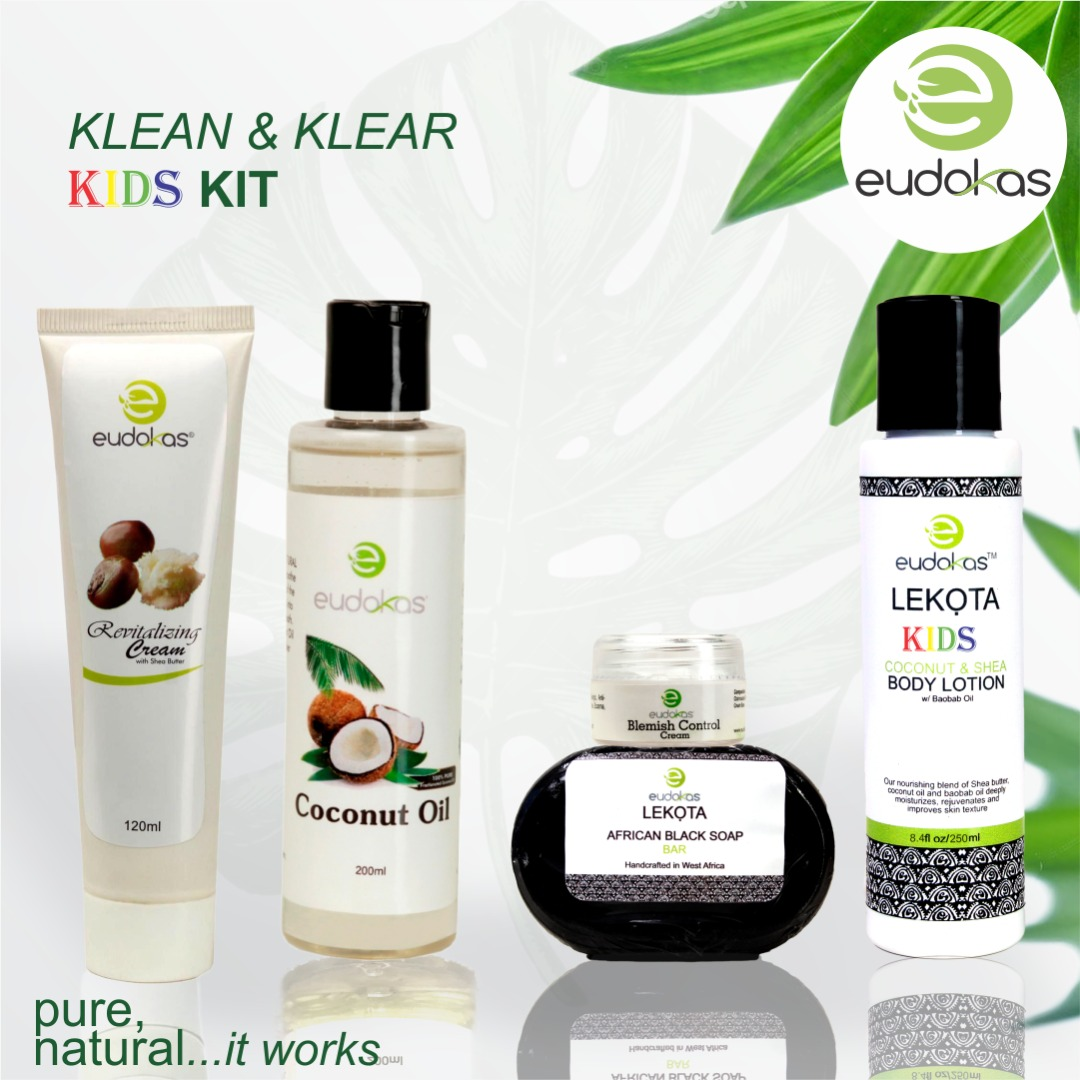 KLEAN & KLEAR
KIDS KIT
eudokas
eudokas©
Revitalizing
Cream
with Shea Butter
120ml
eudokas
100% PURE
Coconut Oil
200ml
eudokas
Blemish Control
Cream
eudokas
LEKỌTA
AFRICAN BLACK SOAP
BAR
Handcrafted in West Africa
eudokas™
LEKỌTA
KIDS
COCONUT & SHEA
BODY LOTION
w/ Baobab Oil
Our nourishing blend of Shea butter,
coconut oil and baobab oil deeply
moisturizes, rejuvenates and
improves skin texture
8.4fl oz/250ml
pure,
natural...it works